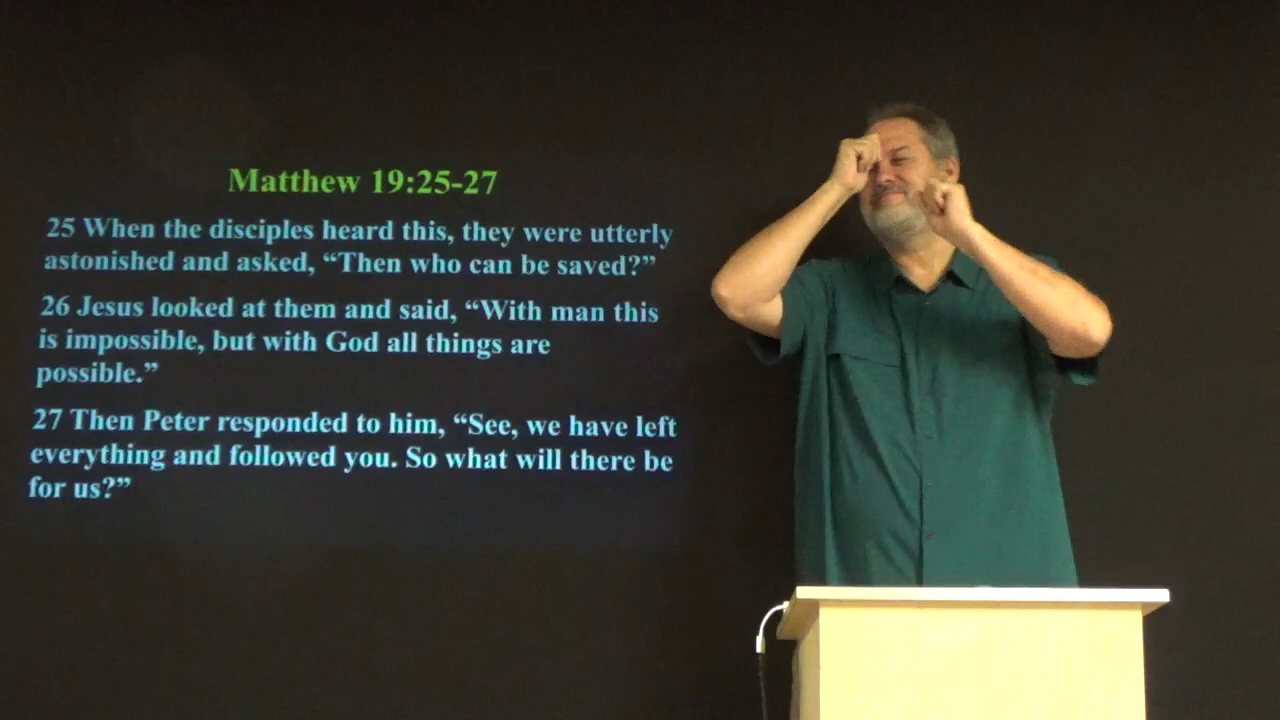 Matthew 19:25-27
25 When the disciples heard this, they were utterly
astonished and asked, “Then who can be saved?”
26 Jesus looked at them and said, “With man this
is impossible, but with God all things are
possible.”
27 Then Peter responded to him, “See, we have left
everything and followed you. So what will there be
for us?”